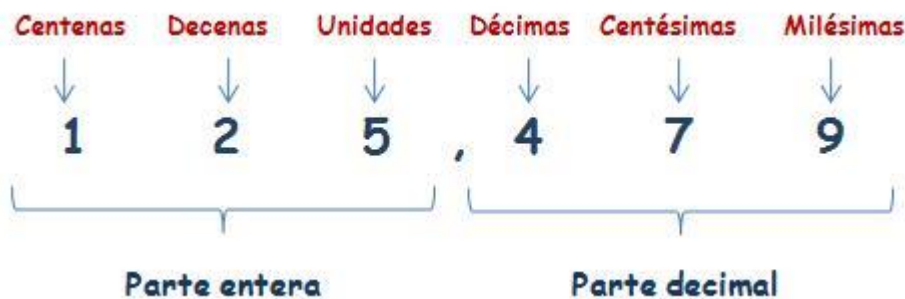 Centenas Decenas Unidades Décimas Centésimas Milésimas
1 2 5 , 4 7 9
Parte entera Parte decimal